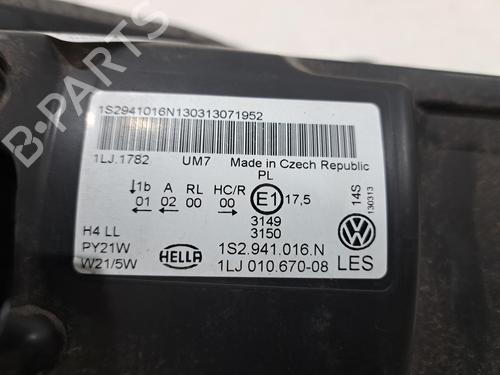 B-PARTS
1S2941016N130313071952
1LJ.1782 UM7 Made in Czech Republic
PL
↓1b A RL HC/R
01 02 00 00 E1 17,5
3149
3150
H4 LL
PY21W
W21/5W
HELLA
1S2.941.016.N
1LJ 010.670-08
14S
130313
VW
LES